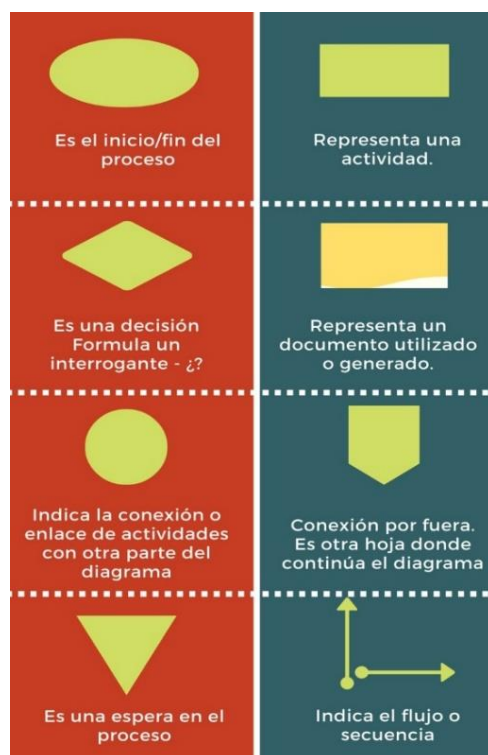 Es el inicio/fin del
proceso
Representa una
actividad.
Es una decisión
Formula un
interrogante - ¿?
Representa un
documento utilizado
o generado.
Indica la conexión o
enlace de actividades
con otra parte del
diagrama
Conexión por fuera.
Es otra hoja donde
continúa el diagrama
Es una espera en el
proceso
Indica el flujo o
secuencia